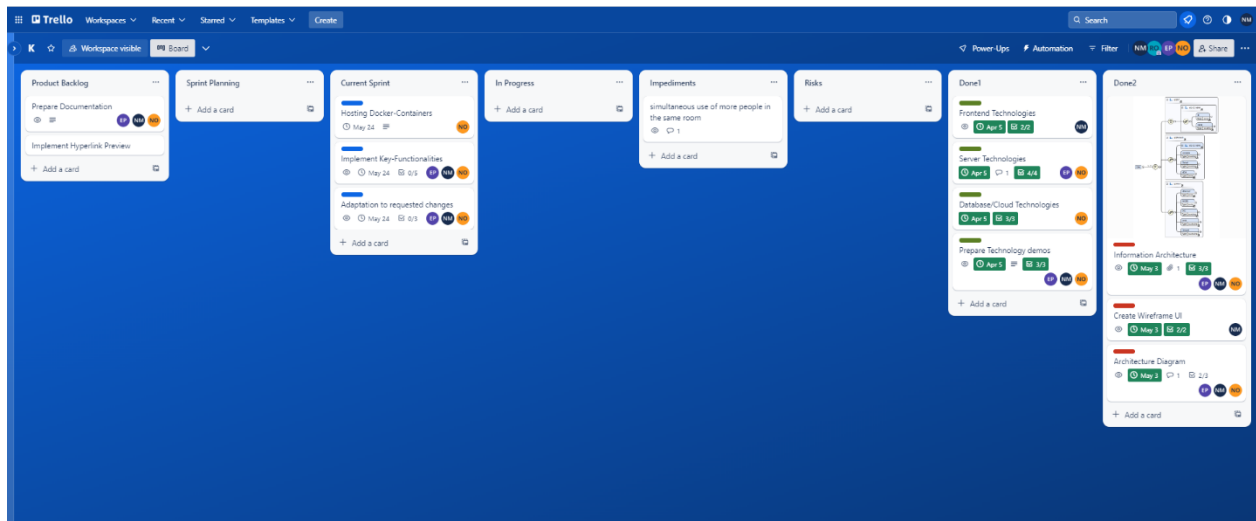 Trello Workspaces Recent Starred Templates Create Search NM
K Workspace visible Board Power-Ups Automation Filter NM RD EP NO Share
Product Backlog
Prepare Documentation
EP NM NO
Implement Hyperlink Preview
+ Add a card
Sprint Planning
+ Add a card
Current Sprint
Hosting Docker-Containers
May 24 NO
Implement Key-Functionalities
May 24 0/5 EP NM NO
Adaptation to requested changes
May 24 0/3 EP NM NO
+ Add a card
In Progress
+ Add a card
Impediments
simultaneous use of more people in
the same room
1
+ Add a card
Risks
+ Add a card
Done1
Frontend Technologies
Apr 5 2/2 NM
Server Technologies
Apr 5 1 4/4 EP NO
Database/Cloud Technologies
Apr 5 3/3 NO
Prepare Technology demos
Apr 5 3/3
EP NM NO
+ Add a card
Done2
Information Architecture
May 3 1 3/3
EP NM NO
Create Wireframe UI
May 3 2/2 NM
Architecture Diagram
May 3 1 2/3
EP NM NO
+ Add a card